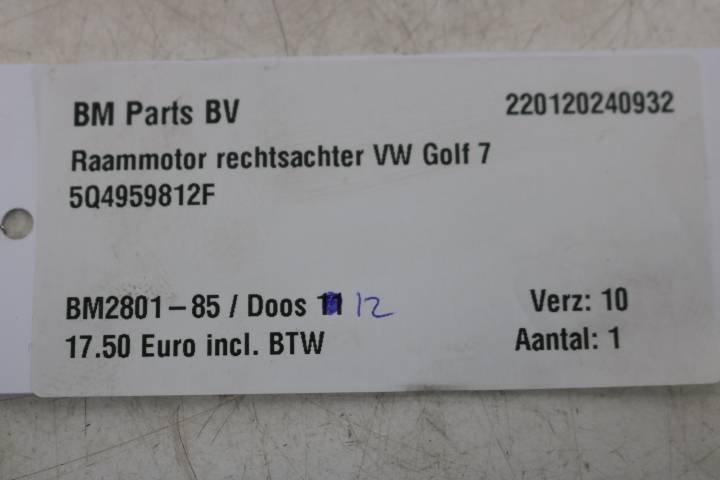 BM Parts BV 220120240932
Raammotor rechtsachter VW Golf 7
5Q4959812F
BM2801-85 / Doos 12 Verz: 10
17.50 Euro incl. BTW Aantal: 1